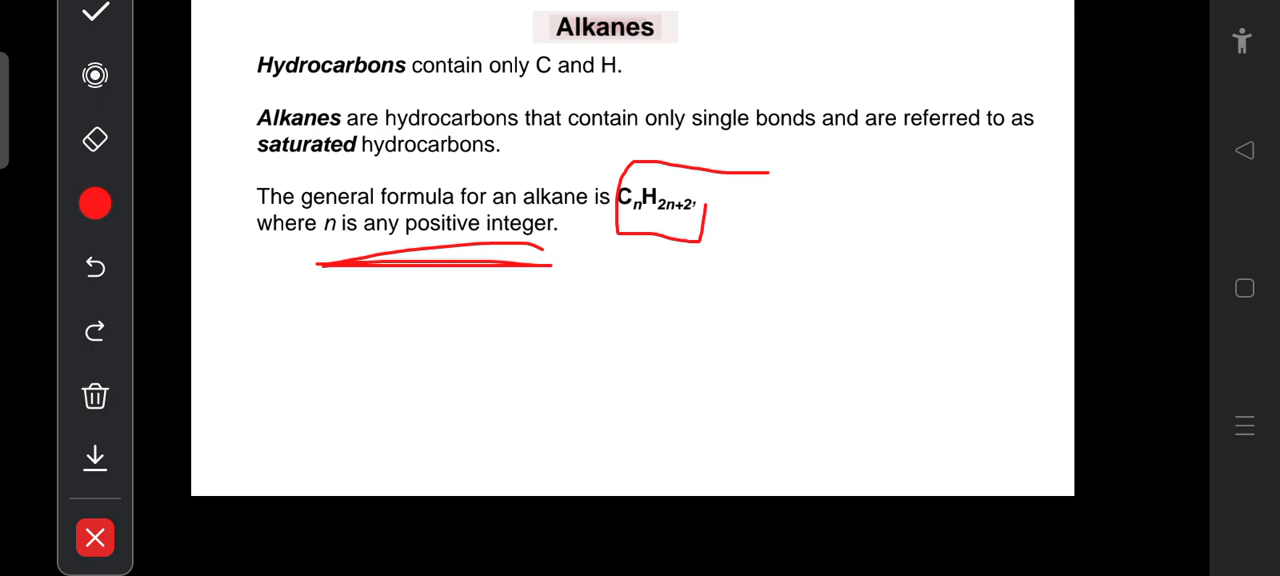 Alkanes
Hydrocarbons contain only C and H.
Alkanes are hydrocarbons that contain only single bonds and are referred to as
saturated hydrocarbons.
The general formula for an alkane is CₙH₂ₙ₊₂,
where n is any positive integer.